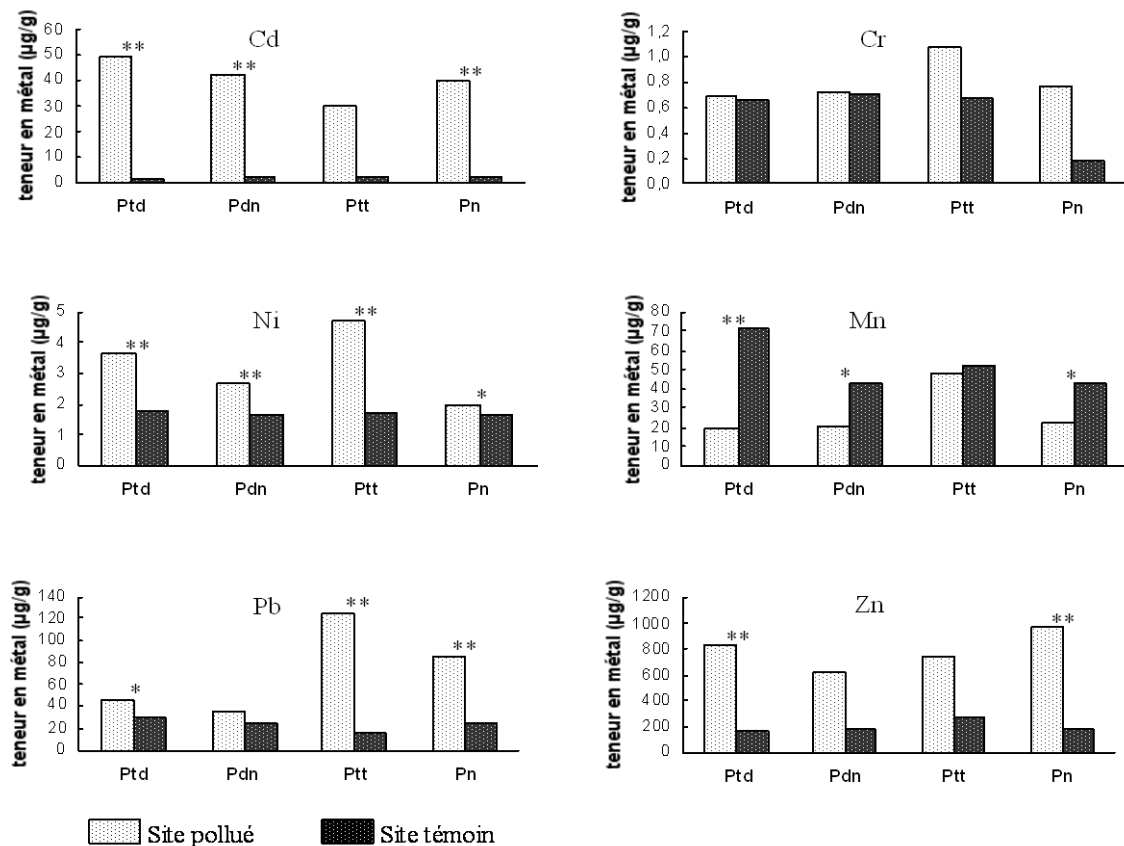 Cd
teneur en métal (µg/g)
60
50
40
30
20
10
0
** ** **
Ptd Pdn Ptt Pn
Cr
teneur en métal (µg/g)
1,2
1,0
0,8
0,6
0,4
0,2
0,0
Ptd Pdn Ptt Pn
Ni
teneur en métal (µg/g)
5
4
3
2
1
0
** ** ** *
Ptd Pdn Ptt Pn
Mn
teneur en métal (µg/g)
80
70
60
50
40
30
20
10
0
** * *
Ptd Pdn Ptt Pn
Pb
teneur en métal (µg/g)
140
120
100
80
60
40
20
0
* ** **
Ptd Pdn Ptt Pn
Zn
teneur en métal (µg/g)
1200
1000
800
600
400
200
0
** **
Ptd Pdn Ptt Pn
Site pollué Site témoin